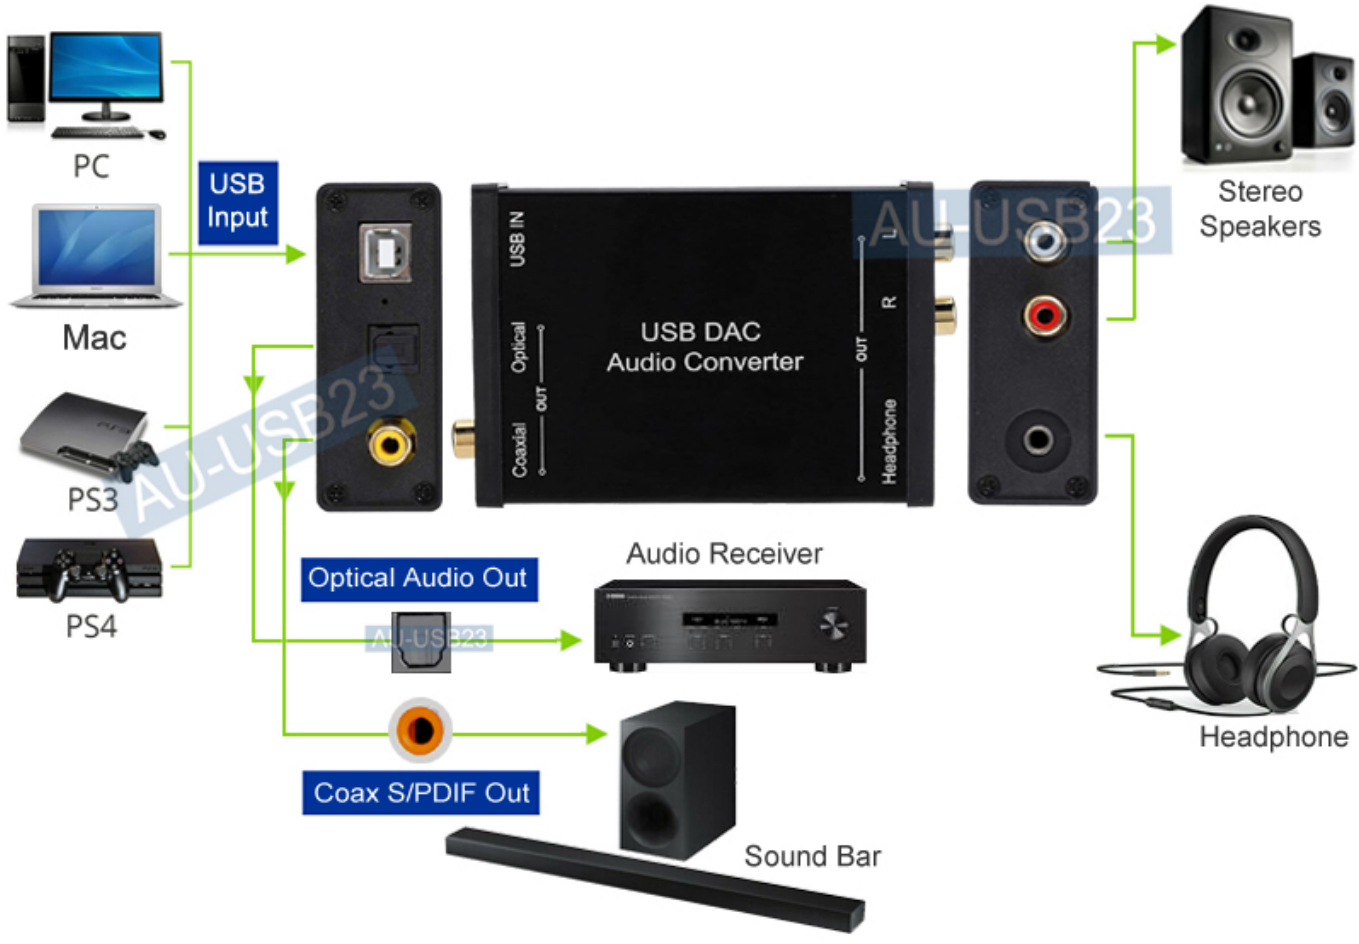 PC
USB
Input
Mac
PS3
PS4
AU-USB23
USB IN
Optical
OUT
Coaxial
USB DAC
Audio Converter
L
R
OUT
Headphone
AU-USB23
Stereo
Speakers
Optical Audio Out
AU-USB23
Audio Receiver
Coax S/PDIF Out
Sound Bar
Headphone
PS3